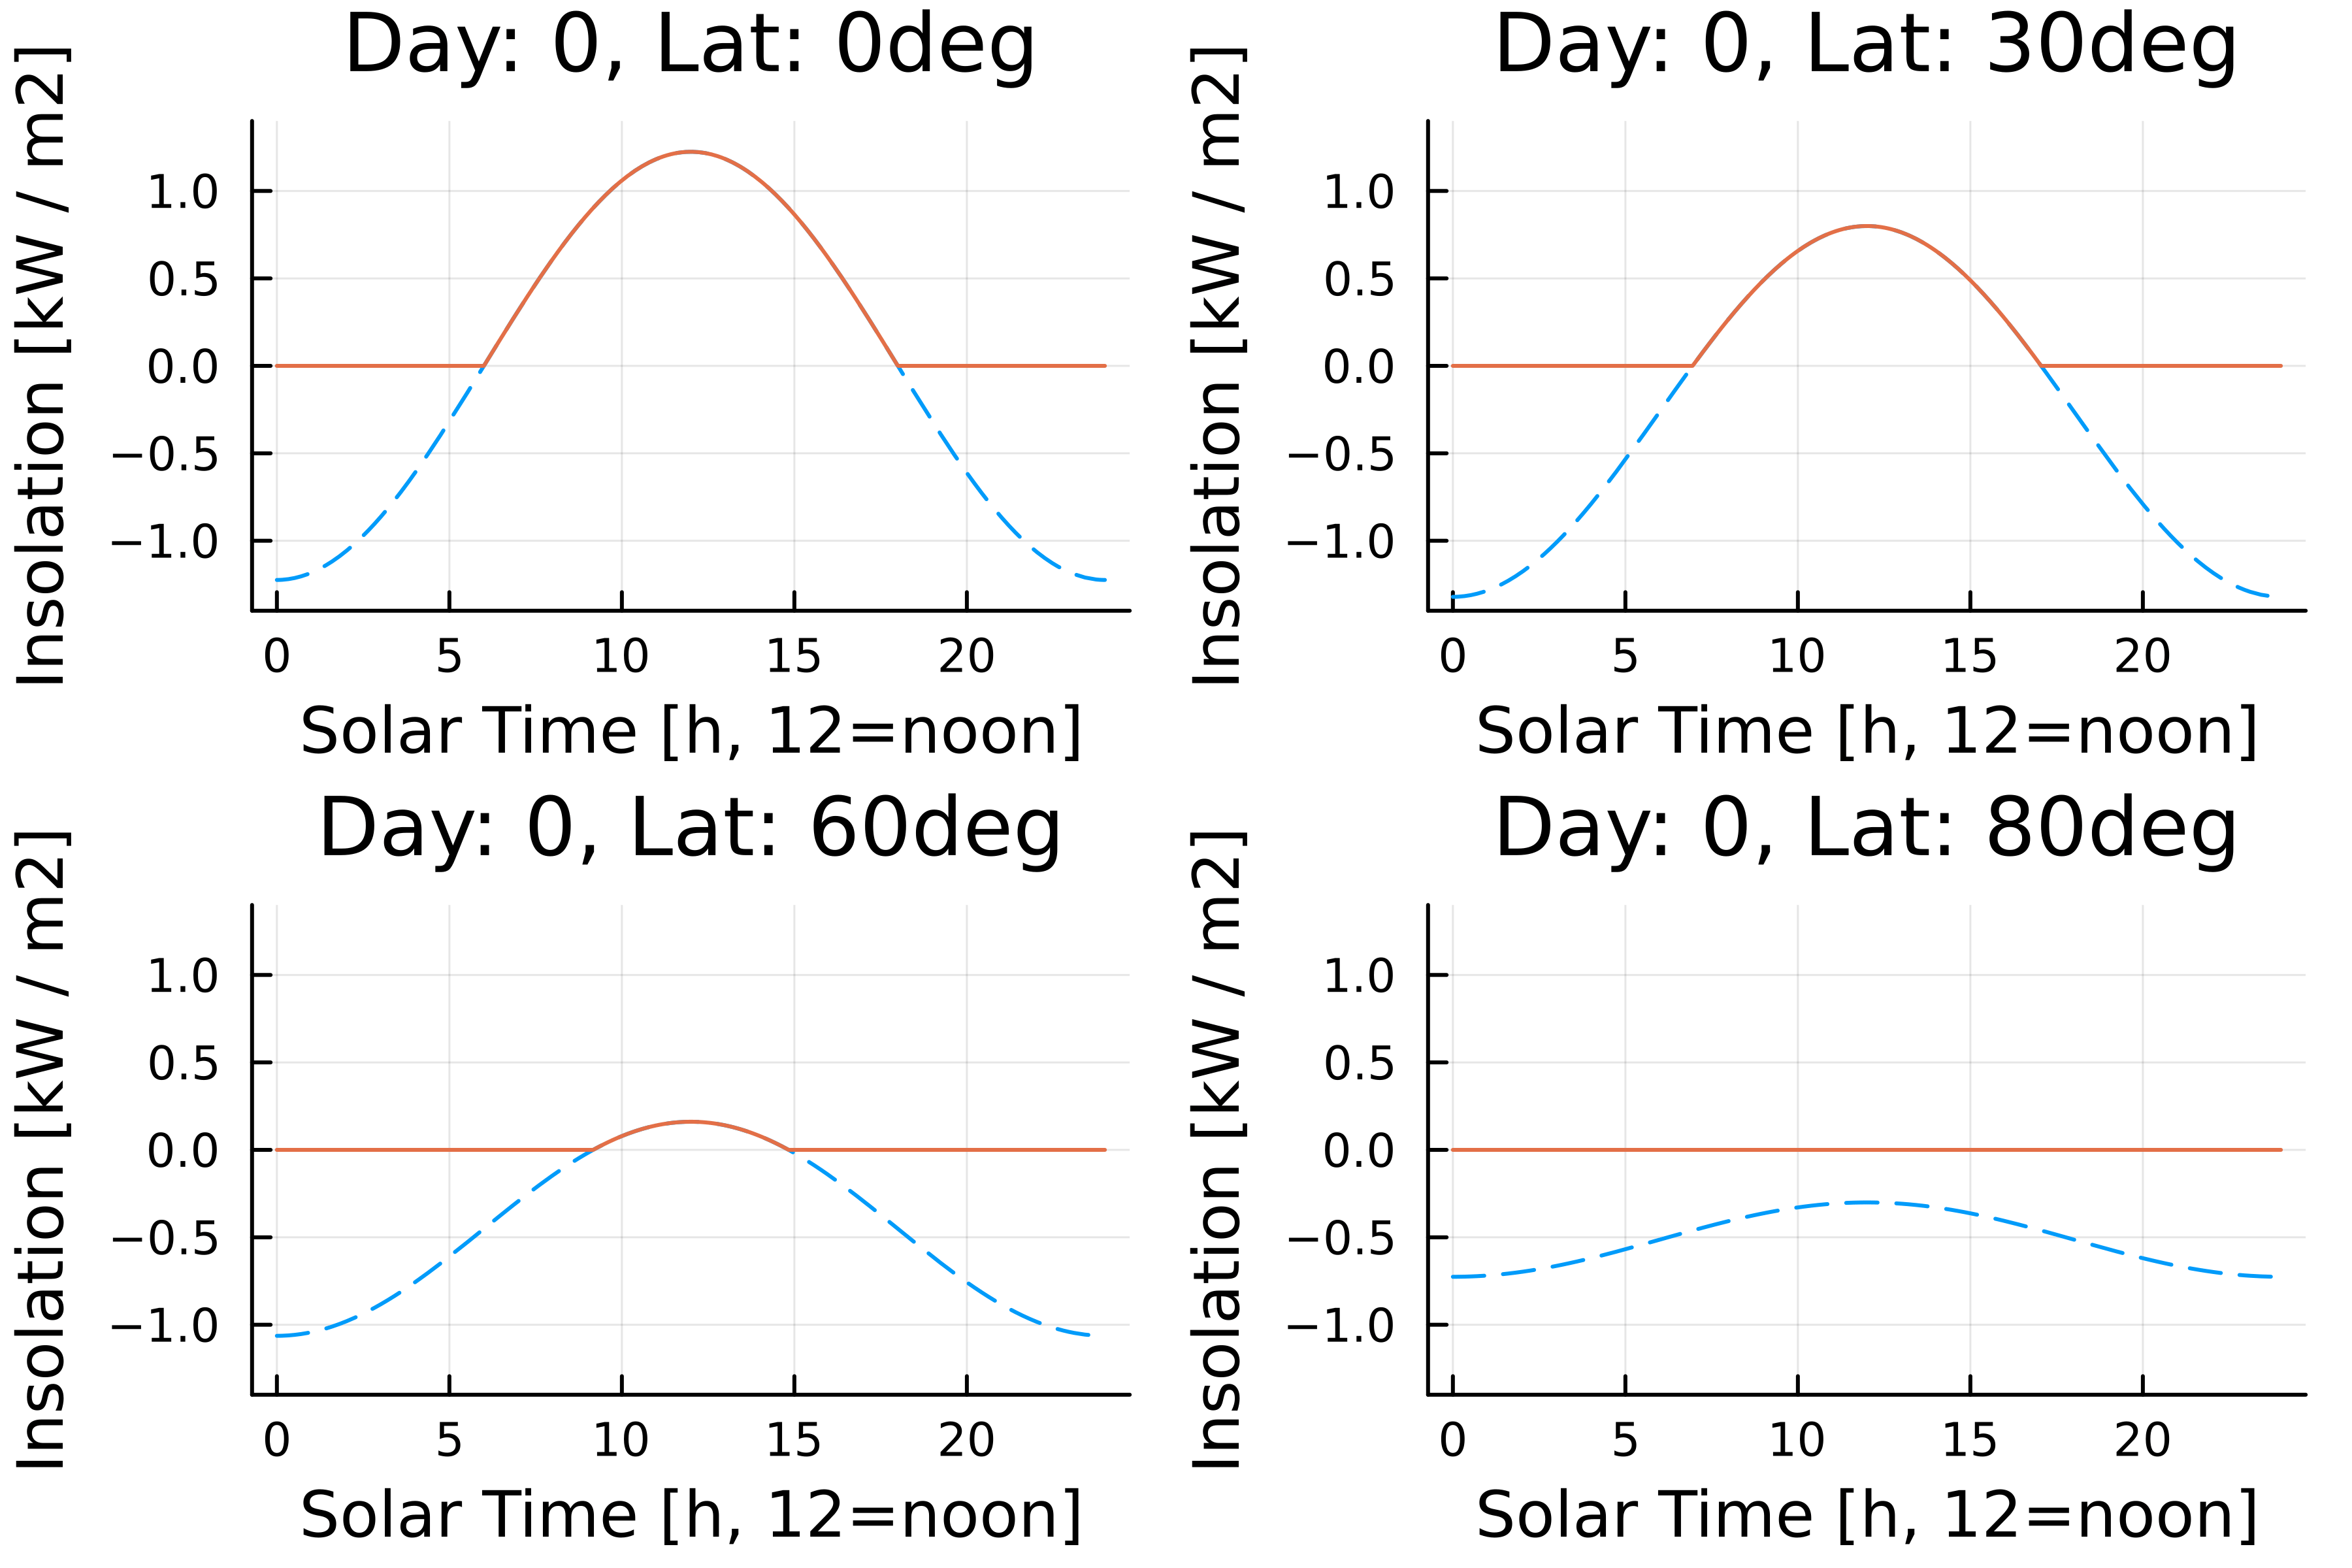 Day: 0, Lat: 0deg
Insolation [kW / m2]
1.0
0.5
0.0
−0.5
−1.0
0 5 10 15 20
Solar Time [h, 12=noon]
Day: 0, Lat: 30deg
Insolation [kW / m2]
1.0
0.5
0.0
−0.5
−1.0
0 5 10 15 20
Solar Time [h, 12=noon]
Day: 0, Lat: 60deg
Insolation [kW / m2]
1.0
0.5
0.0
−0.5
−1.0
0 5 10 15 20
Solar Time [h, 12=noon]
Day: 0, Lat: 80deg
Insolation [kW / m2]
1.0
0.5
0.0
−0.5
−1.0
0 5 10 15 20
Solar Time [h, 12=noon]